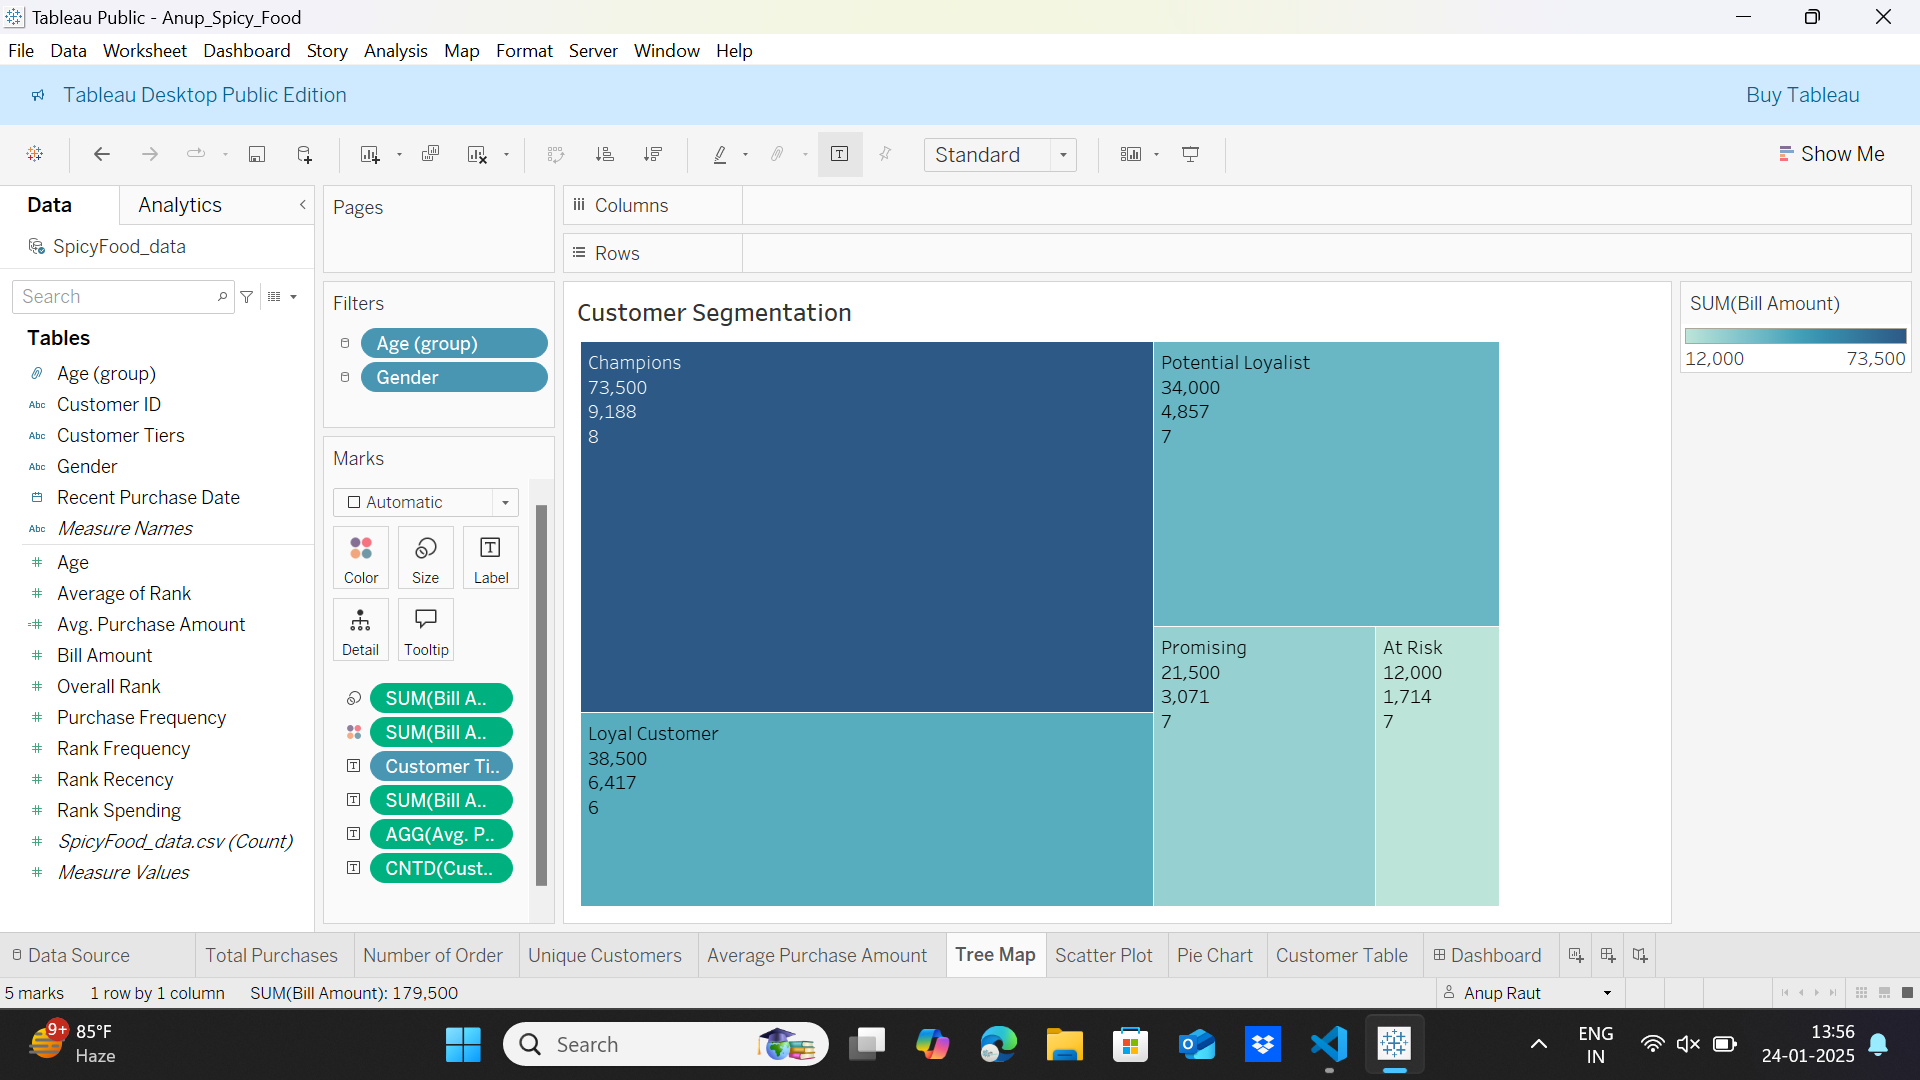 Tableau Public - Anup_Spicy_Food
File Data Worksheet Dashboard Story Analysis Map Format Server Window Help
Tableau Desktop Public Edition
Buy Tableau
Standard
Show Me
Data
Analytics
SpicyFood_data
Search
Tables
Age (group)
Abc Customer ID
Abc Customer Tiers
Abc Gender
Recent Purchase Date
Abc Measure Names
# Age
# Average of Rank
=# Avg. Purchase Amount
# Bill Amount
# Overall Rank
# Purchase Frequency
# Rank Frequency
# Rank Recency
# Rank Spending
# SpicyFood_data.csv (Count)
# Measure Values
Pages
Filters
Age (group)
Gender
Marks
Automatic
Color
Size
T
Label
Detail
Tooltip
SUM(Bill A..
SUM(Bill A..
T Customer Ti..
T SUM(Bill A..
T AGG(Avg. P..
T CNTD(Cust..
Columns
Rows
Customer Segmentation
Champions
73,500
9,188
8
Loyal Customer
38,500
6,417
6
Potential Loyalist
34,000
4,857
7
Promising
21,500
3,071
7
At Risk
12,000
1,714
7
SUM(Bill Amount)
12,000
73,500
Data Source
Total Purchases
Number of Order
Unique Customers
Average Purchase Amount
Tree Map
Scatter Plot
Pie Chart
Customer Table
Dashboard
5 marks
1 row by 1 column
SUM(Bill Amount): 179,500
Anup Raut
9+
85°F
Haze
Search
ENG
IN
13:56
24-01-2025